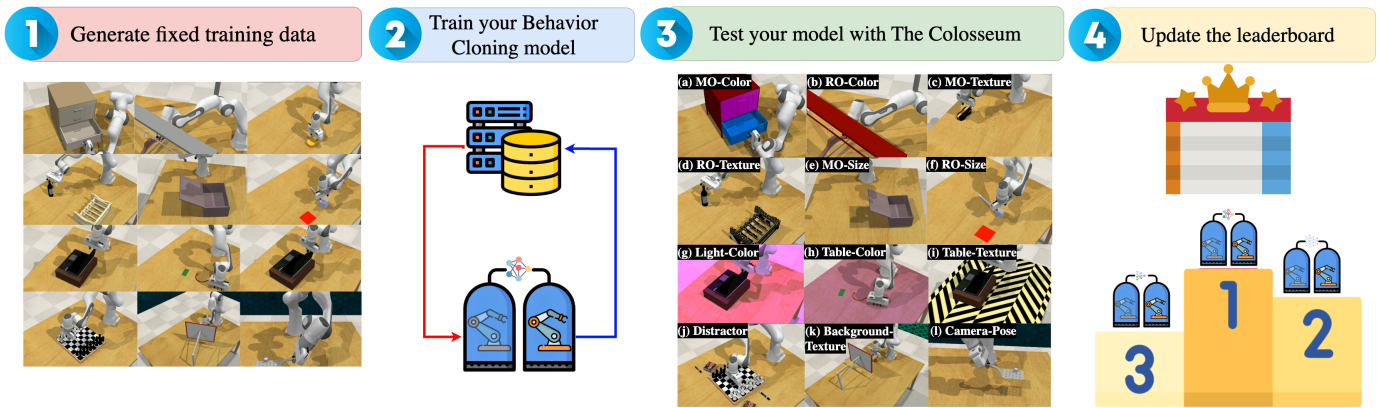 1 Generate fixed training data
2 Train your Behavior
Cloning model
3 Test your model with The Colosseum
4 Update the leaderboard
(a) MO-Color
(b) RO-Color
(c) MO-Texture
(d) RO-Texture
(e) MO-Size
(f) RO-Size
(g) Light-Color
(h) Table-Color
(i) Table-Texture
(j) Distractor
(k) Background-
Texture
(l) Camera-Pose
1
2
3